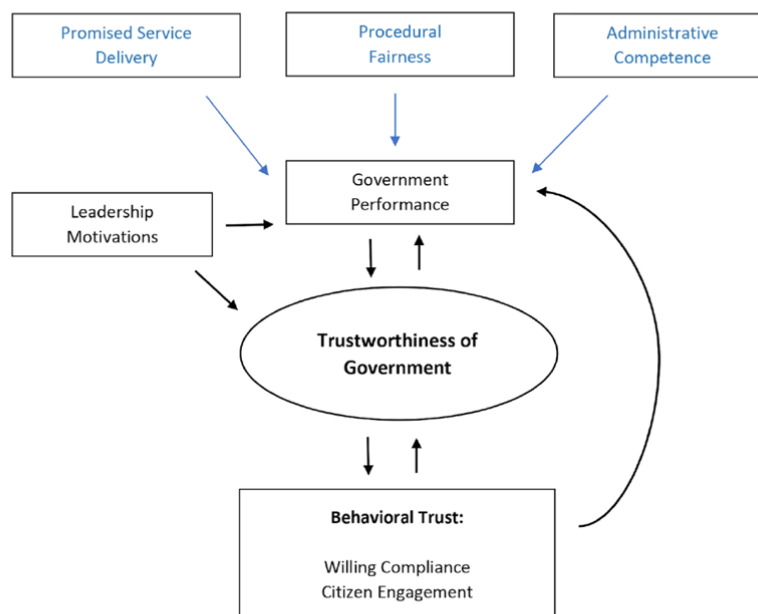 Promised Service
Delivery
Procedural
Fairness
Administrative
Competence
Government
Performance
Leadership
Motivations
Trustworthiness of
Government
Behavioral Trust:
Willing Compliance
Citizen Engagement